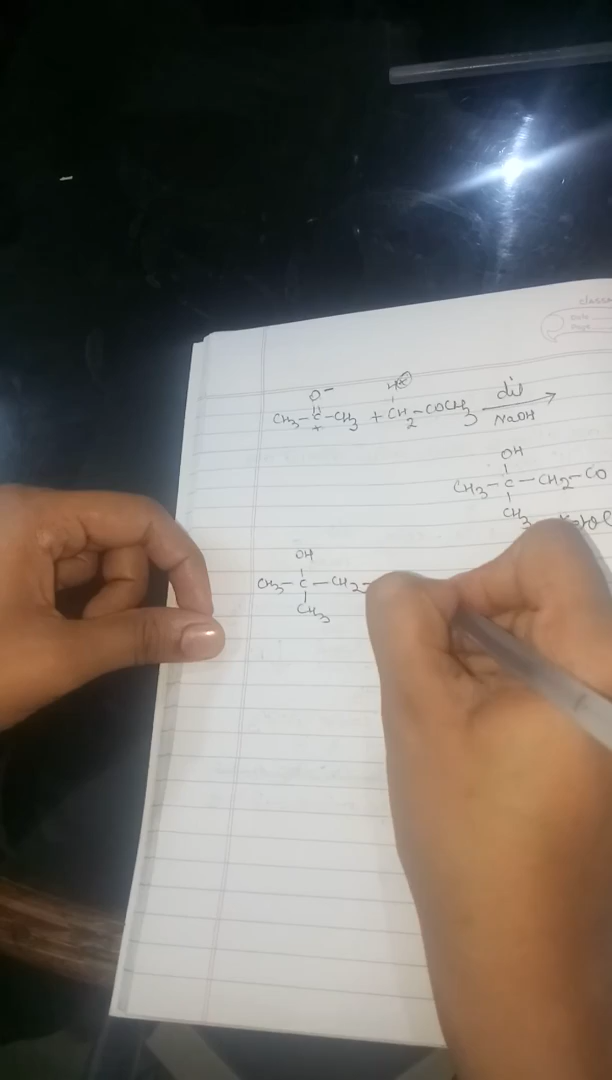 O⁻ H⊕
CH₃-C-CH₃ + CH₂-COCH₃ dil NaOH →
+
OH
CH₃-C-CH₂-CO
CH₃
OH
CH₃-C-CH₂-
CH₃